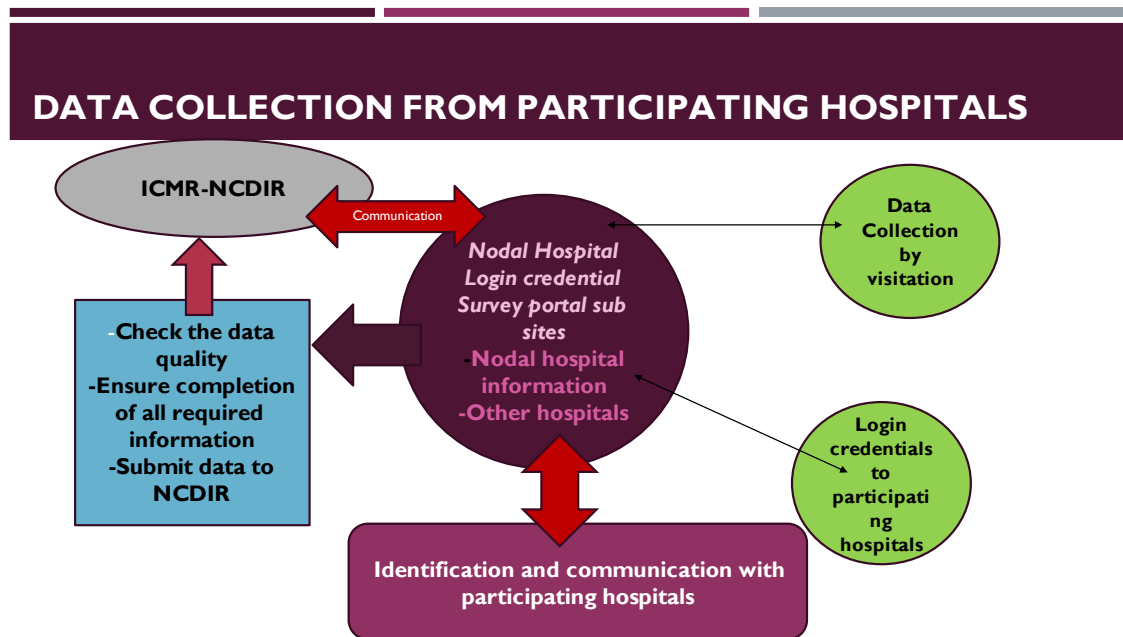 DATA COLLECTION FROM PARTICIPATING HOSPITALS
ICMR-NCDIR
Communication
Nodal Hospital
Login credential
Survey portal sub
sites
-Nodal hospital
information
-Other hospitals
Data
Collection
by
visitation
-Check the data
quality
-Ensure completion
of all required
information
-Submit data to
NCDIR
Login
credentials
to
participati
ng
hospitals
Identification and communication with
participating hospitals